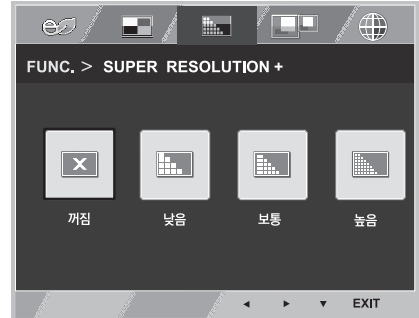 FUNC. > SUPER RESOLUTION +
꺼짐 낮음 보통 높음
◄ ► ▼ EXIT